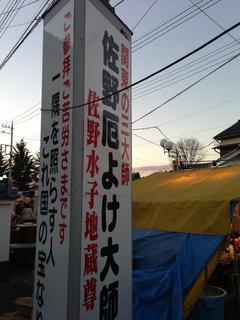 関東の三大師
佐野厄よけ大師
佐野水子地蔵尊
ご参拝ご苦労さまです
一隅を照らす人
これ国の宝なり